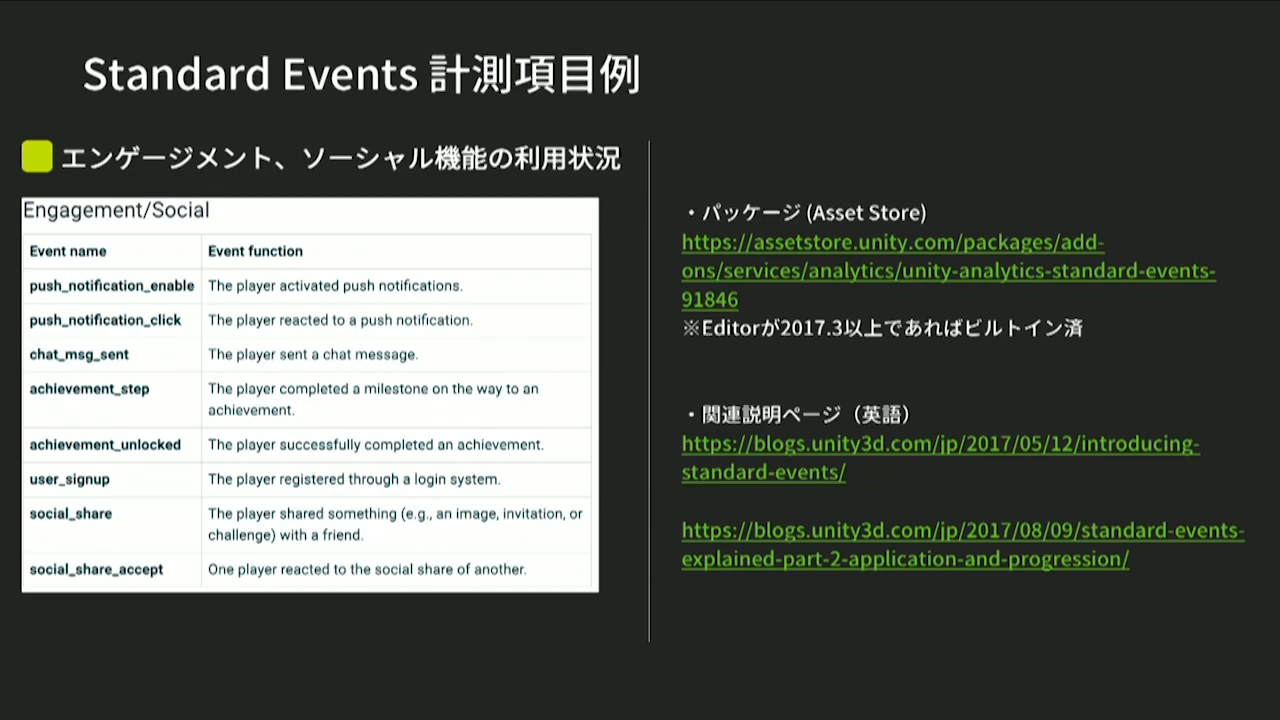 Standard Events 計測項目例
エンゲージメント、ソーシャル機能の利用状況
Engagement/Social
Event name Event function
push_notification_enable The player activated push notifications.
push_notification_click The player reacted to a push notification.
chat_msg_sent The player sent a chat message.
achievement_step The player completed a milestone on the way to an
achievement.
achievement_unlocked The player successfully completed an achievement.
user_signup The player registered through a login system.
social_share The player shared something (e.g., an image, invitation, or
challenge) with a friend.
social_share_accept One player reacted to the social share of another.
・パッケージ (Asset Store)
https://assetstore.unity.com/packages/add-
ons/services/analytics/unity-analytics-standard-events-
91846
※Editorが2017.3以上であればビルトイン済
・関連説明ページ（英語）
https://blogs.unity3d.com/jp/2017/05/12/introducing-
standard-events/
https://blogs.unity3d.com/jp/2017/08/09/standard-events-
explained-part-2-application-and-progression/